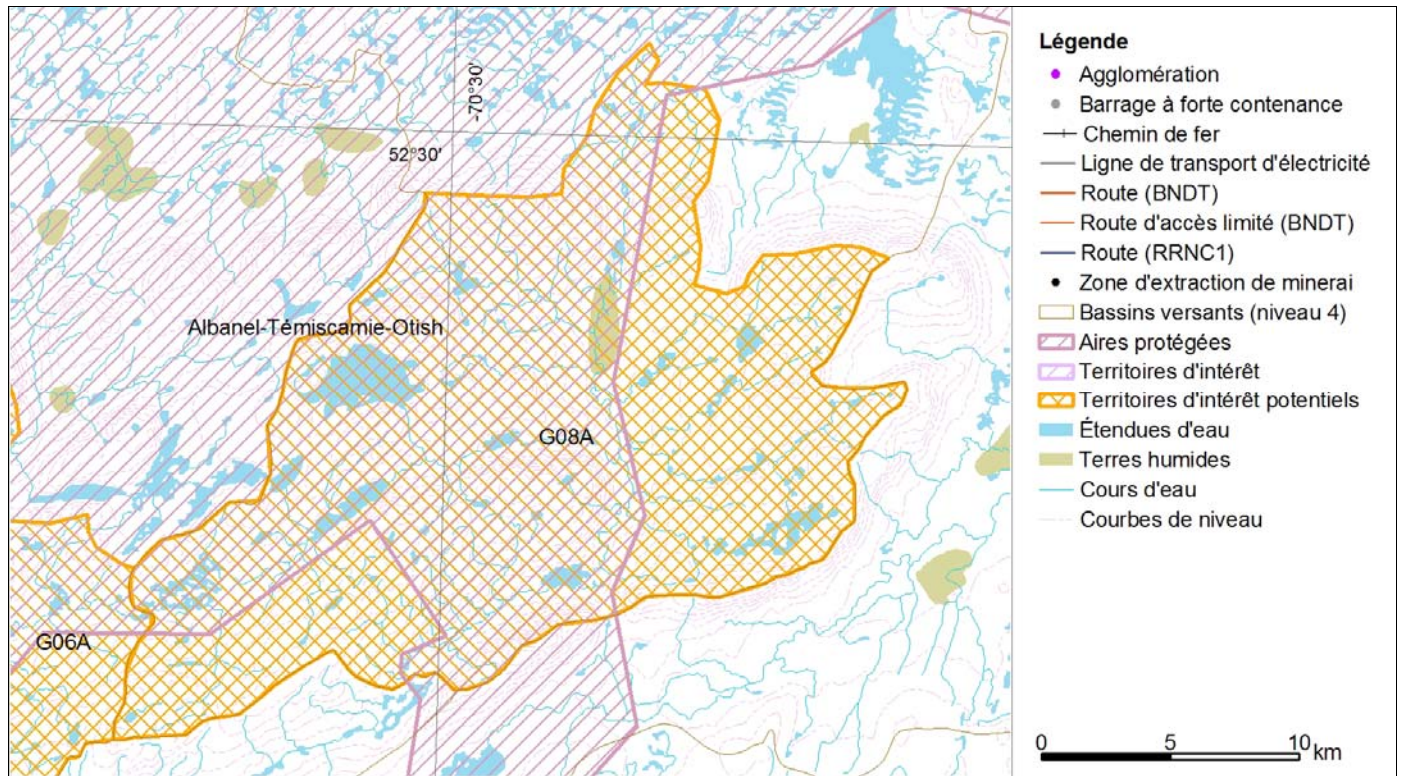 -70°30'
52°30'
Albanel-Témiscamie-Otish
G08A
G06A
Légende
Agglomération
Barrage à forte contenance
Chemin de fer
Ligne de transport d'électricité
Route (BNDT)
Route d'accès limité (BNDT)
Route (RRNC1)
Zone d'extraction de minerai
Bassins versants (niveau 4)
Aires protégées
Territoires d'intérêt
Territoires d'intérêt potentiels
Étendues d'eau
Terres humides
Cours d'eau
Courbes de niveau
0 5 10 km